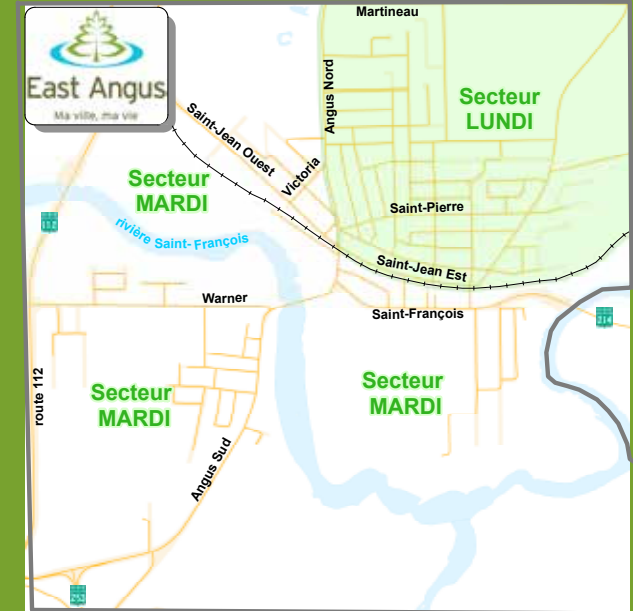 East Angus
Ma ville, ma vie
Martineau
Angus Nord
Secteur
LUNDI
Saint-Jean Ouest
Victoria
Secteur
MARDI
Saint-Pierre
112
rivière Saint-François
Saint-Jean Est
Warner
Saint-François
214
route 112
Secteur
MARDI
Secteur
MARDI
Angus Sud